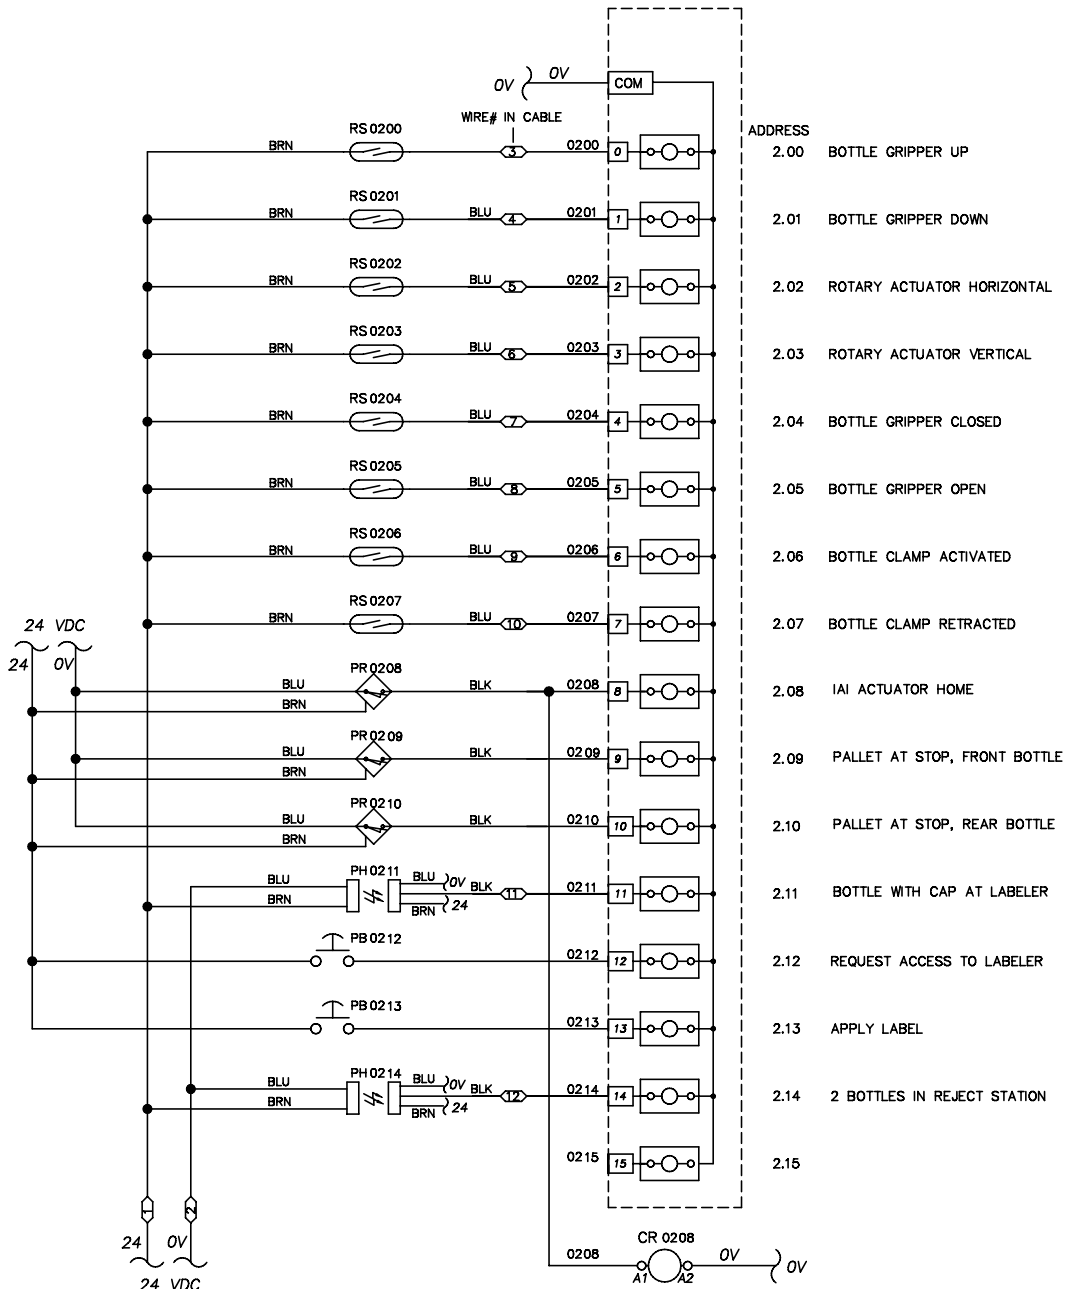 0V 0V COM
WIRE# IN CABLE
ADDRESS
RS0200
BRN 3 0200 0 2.00 BOTTLE GRIPPER UP
RS0201
BRN BLU 4 0201 1 2.01 BOTTLE GRIPPER DOWN
RS0202
BRN BLU 5 0202 2 2.02 ROTARY ACTUATOR HORIZONTAL
RS0203
BRN BLU 6 0203 3 2.03 ROTARY ACTUATOR VERTICAL
RS0204
BRN BLU 7 0204 4 2.04 BOTTLE GRIPPER CLOSED
RS0205
BRN BLU 8 0205 5 2.05 BOTTLE GRIPPER OPEN
RS0206
BRN BLU 9 0206 6 2.06 BOTTLE CLAMP ACTIVATED
RS0207
BRN BLU 10 0207 7 2.07 BOTTLE CLAMP RETRACTED
24 VDC
24 0V
PR0208
BLU BLK 0208 8 2.08 IAI ACTUATOR HOME
BRN
PR0209
BLU BLK 0209 9 2.09 PALLET AT STOP, FRONT BOTTLE
BRN
PR0210
BLU BLK 0210 10 2.10 PALLET AT STOP, REAR BOTTLE
BRN
PH0211
BLU BLU 0V BLK 11 0211 11 2.11 BOTTLE WITH CAP AT LABELER
BRN BRN 24
PB0212
0212 12 2.12 REQUEST ACCESS TO LABELER
PB0213
0213 13 2.13 APPLY LABEL
PH0214
BLU BLU 0V BLK 12 0214 14 2.14 2 BOTTLES IN REJECT STATION
BRN BRN 24
0215 15 2.15
1 2
24 0V
24 VDC
CR 0208
0208 A1 A2 0V 0V